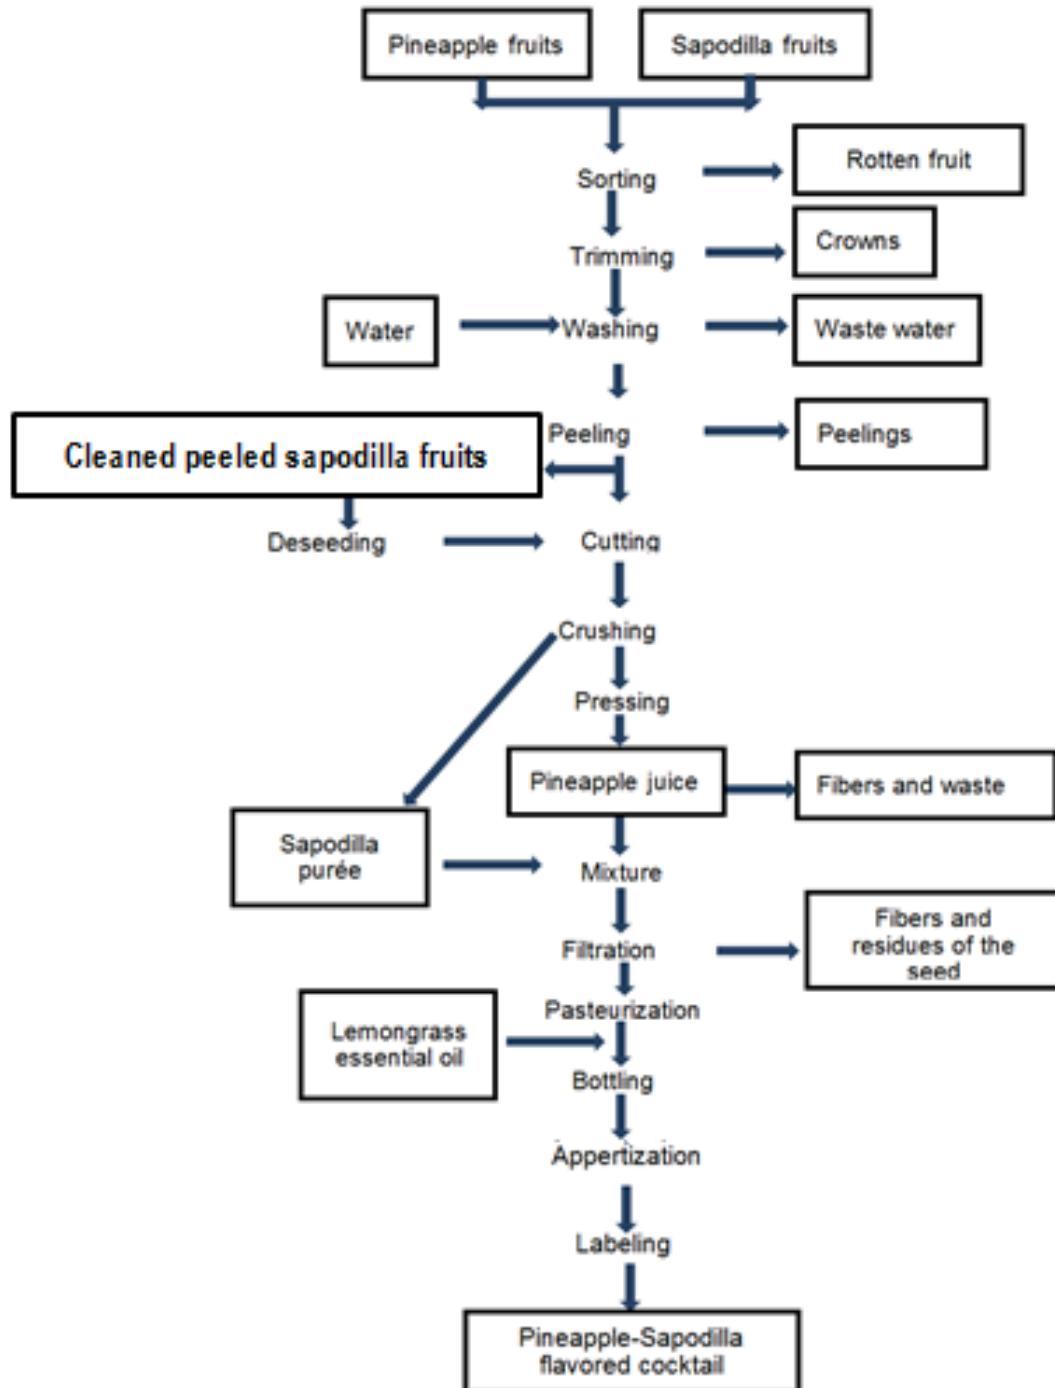 Pineapple fruits
Sapodilla fruits
Sorting
Rotten fruit
Trimming
Crowns
Water
Washing
Waste water
Peeling
Peelings
Cleaned peeled sapodilla fruits
Deseeding
Cutting
Crushing
Pressing
Pineapple juice
Fibers and waste
Sapodilla
purée
Mixture
Filtration
Fibers and
residues of the
seed
Pasteurization
Lemongrass
essential oil
Bottling
Appertization
Labeling
Pineapple-Sapodilla
flavored cocktail